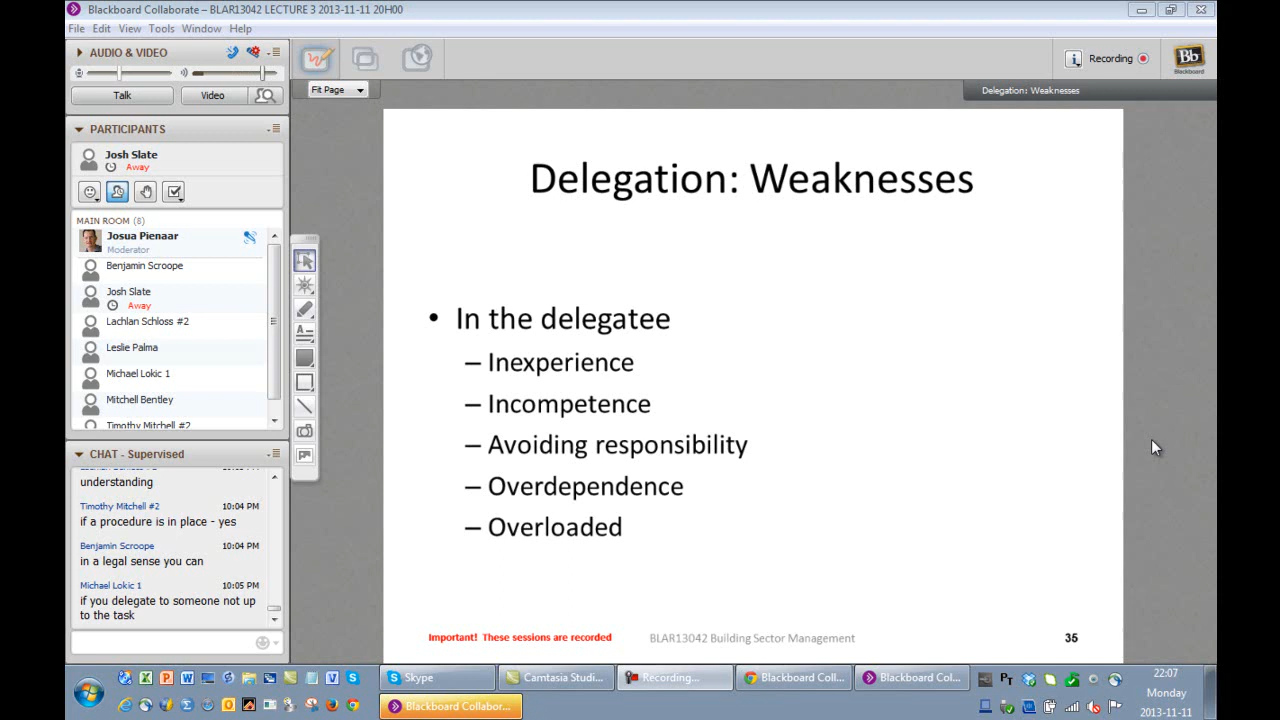 Blackboard Collaborate – BLAR13042 LECTURE 3 2013-11-11 20H00
File Edit View Tools Window Help
AUDIO & VIDEO
Talk Video
PARTICIPANTS
Josh Slate
Away
MAIN ROOM (8)
Josua Pienaar
Moderator
Benjamin Scroope
Josh Slate
Away
Lachlan Schloss #2
Leslie Palma
Michael Lokic 1
Mitchell Bentley
Timothy Mitchell #2
CHAT - Supervised
understanding
Timothy Mitchell #2 10:04 PM
if a procedure is in place - yes
Benjamin Scroope 10:04 PM
in a legal sense you can
Michael Lokic 1 10:05 PM
if you delegate to someone not up
to the task
Recording
Bb
Blackboard
Fit Page
Delegation: Weaknesses
Delegation: Weaknesses
• In the delegatee
– Inexperience
– Incompetence
– Avoiding responsibility
– Overdependence
– Overloaded
Important! These sessions are recorded
BLAR13042 Building Sector Management
35
Skype
Camtasia Studi...
Recording...
Blackboard Coll...
Blackboard Col...
Blackboard Collabor...
22:07
Monday
2013-11-11